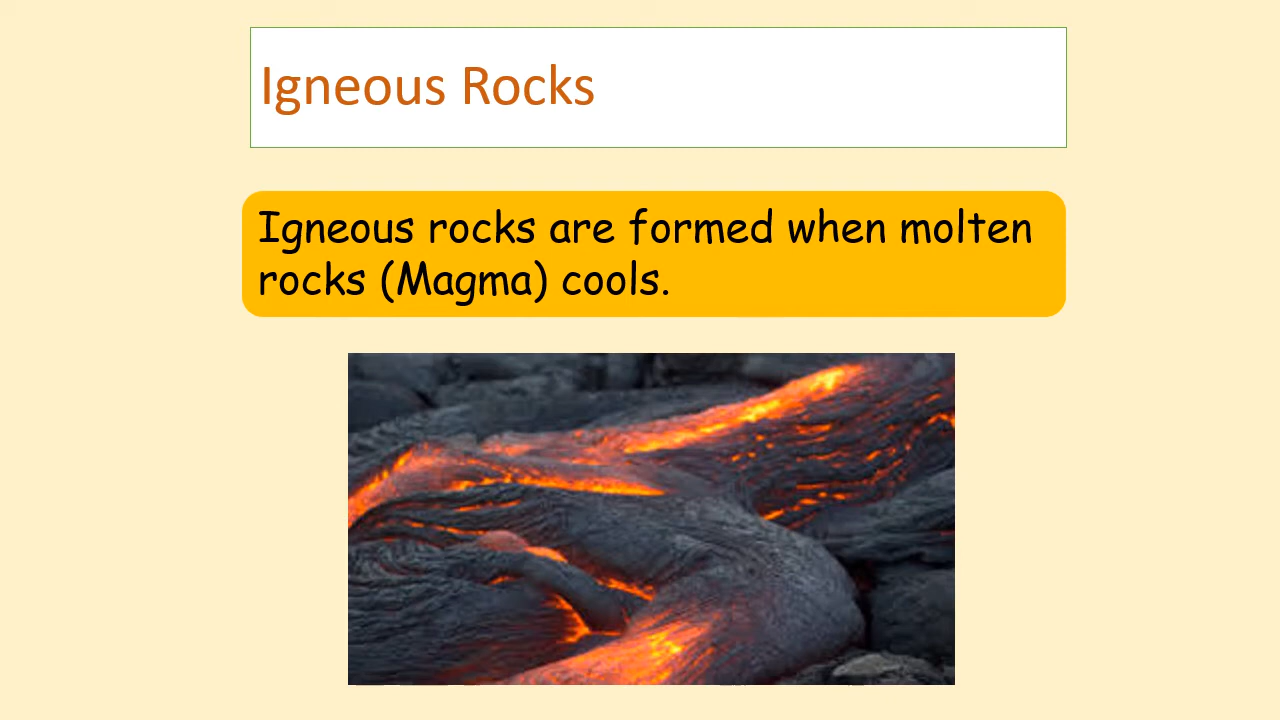 Igneous Rocks
Igneous rocks are formed when molten
rocks (Magma) cools.